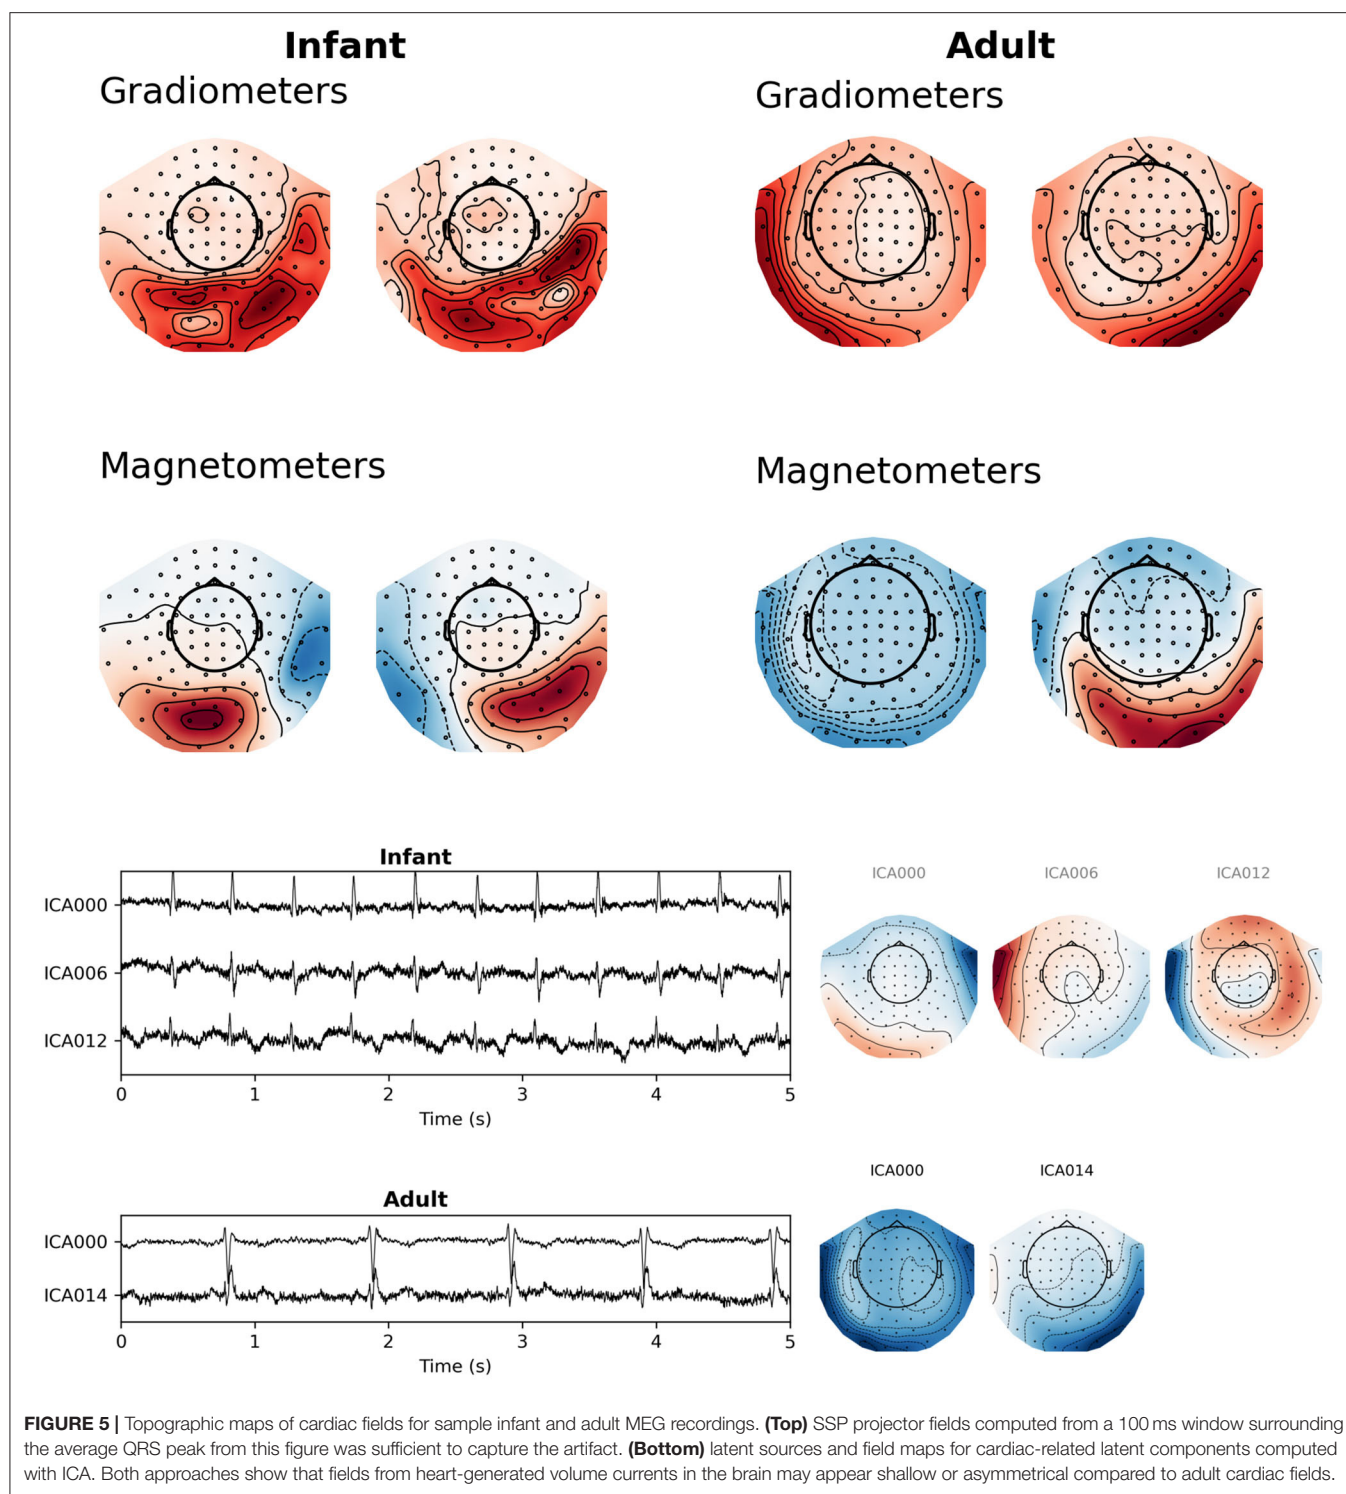 Infant
Adult
Gradiometers
Gradiometers
Magnetometers
Magnetometers
Infant
ICA000
ICA006
ICA012
0 1 2 3 4 5
Time (s)
ICA000 ICA006 ICA012
Adult
ICA000
ICA014
0 1 2 3 4 5
Time (s)
ICA000 ICA014
FIGURE 5 | Topographic maps of cardiac fields for sample infant and adult MEG recordings. (Top) SSP projector fields computed from a 100 ms window surrounding
the average QRS peak from this figure was sufficient to capture the artifact. (Bottom) latent sources and field maps for cardiac-related latent components computed
with ICA. Both approaches show that fields from heart-generated volume currents in the brain may appear shallow or asymmetrical compared to adult cardiac fields.